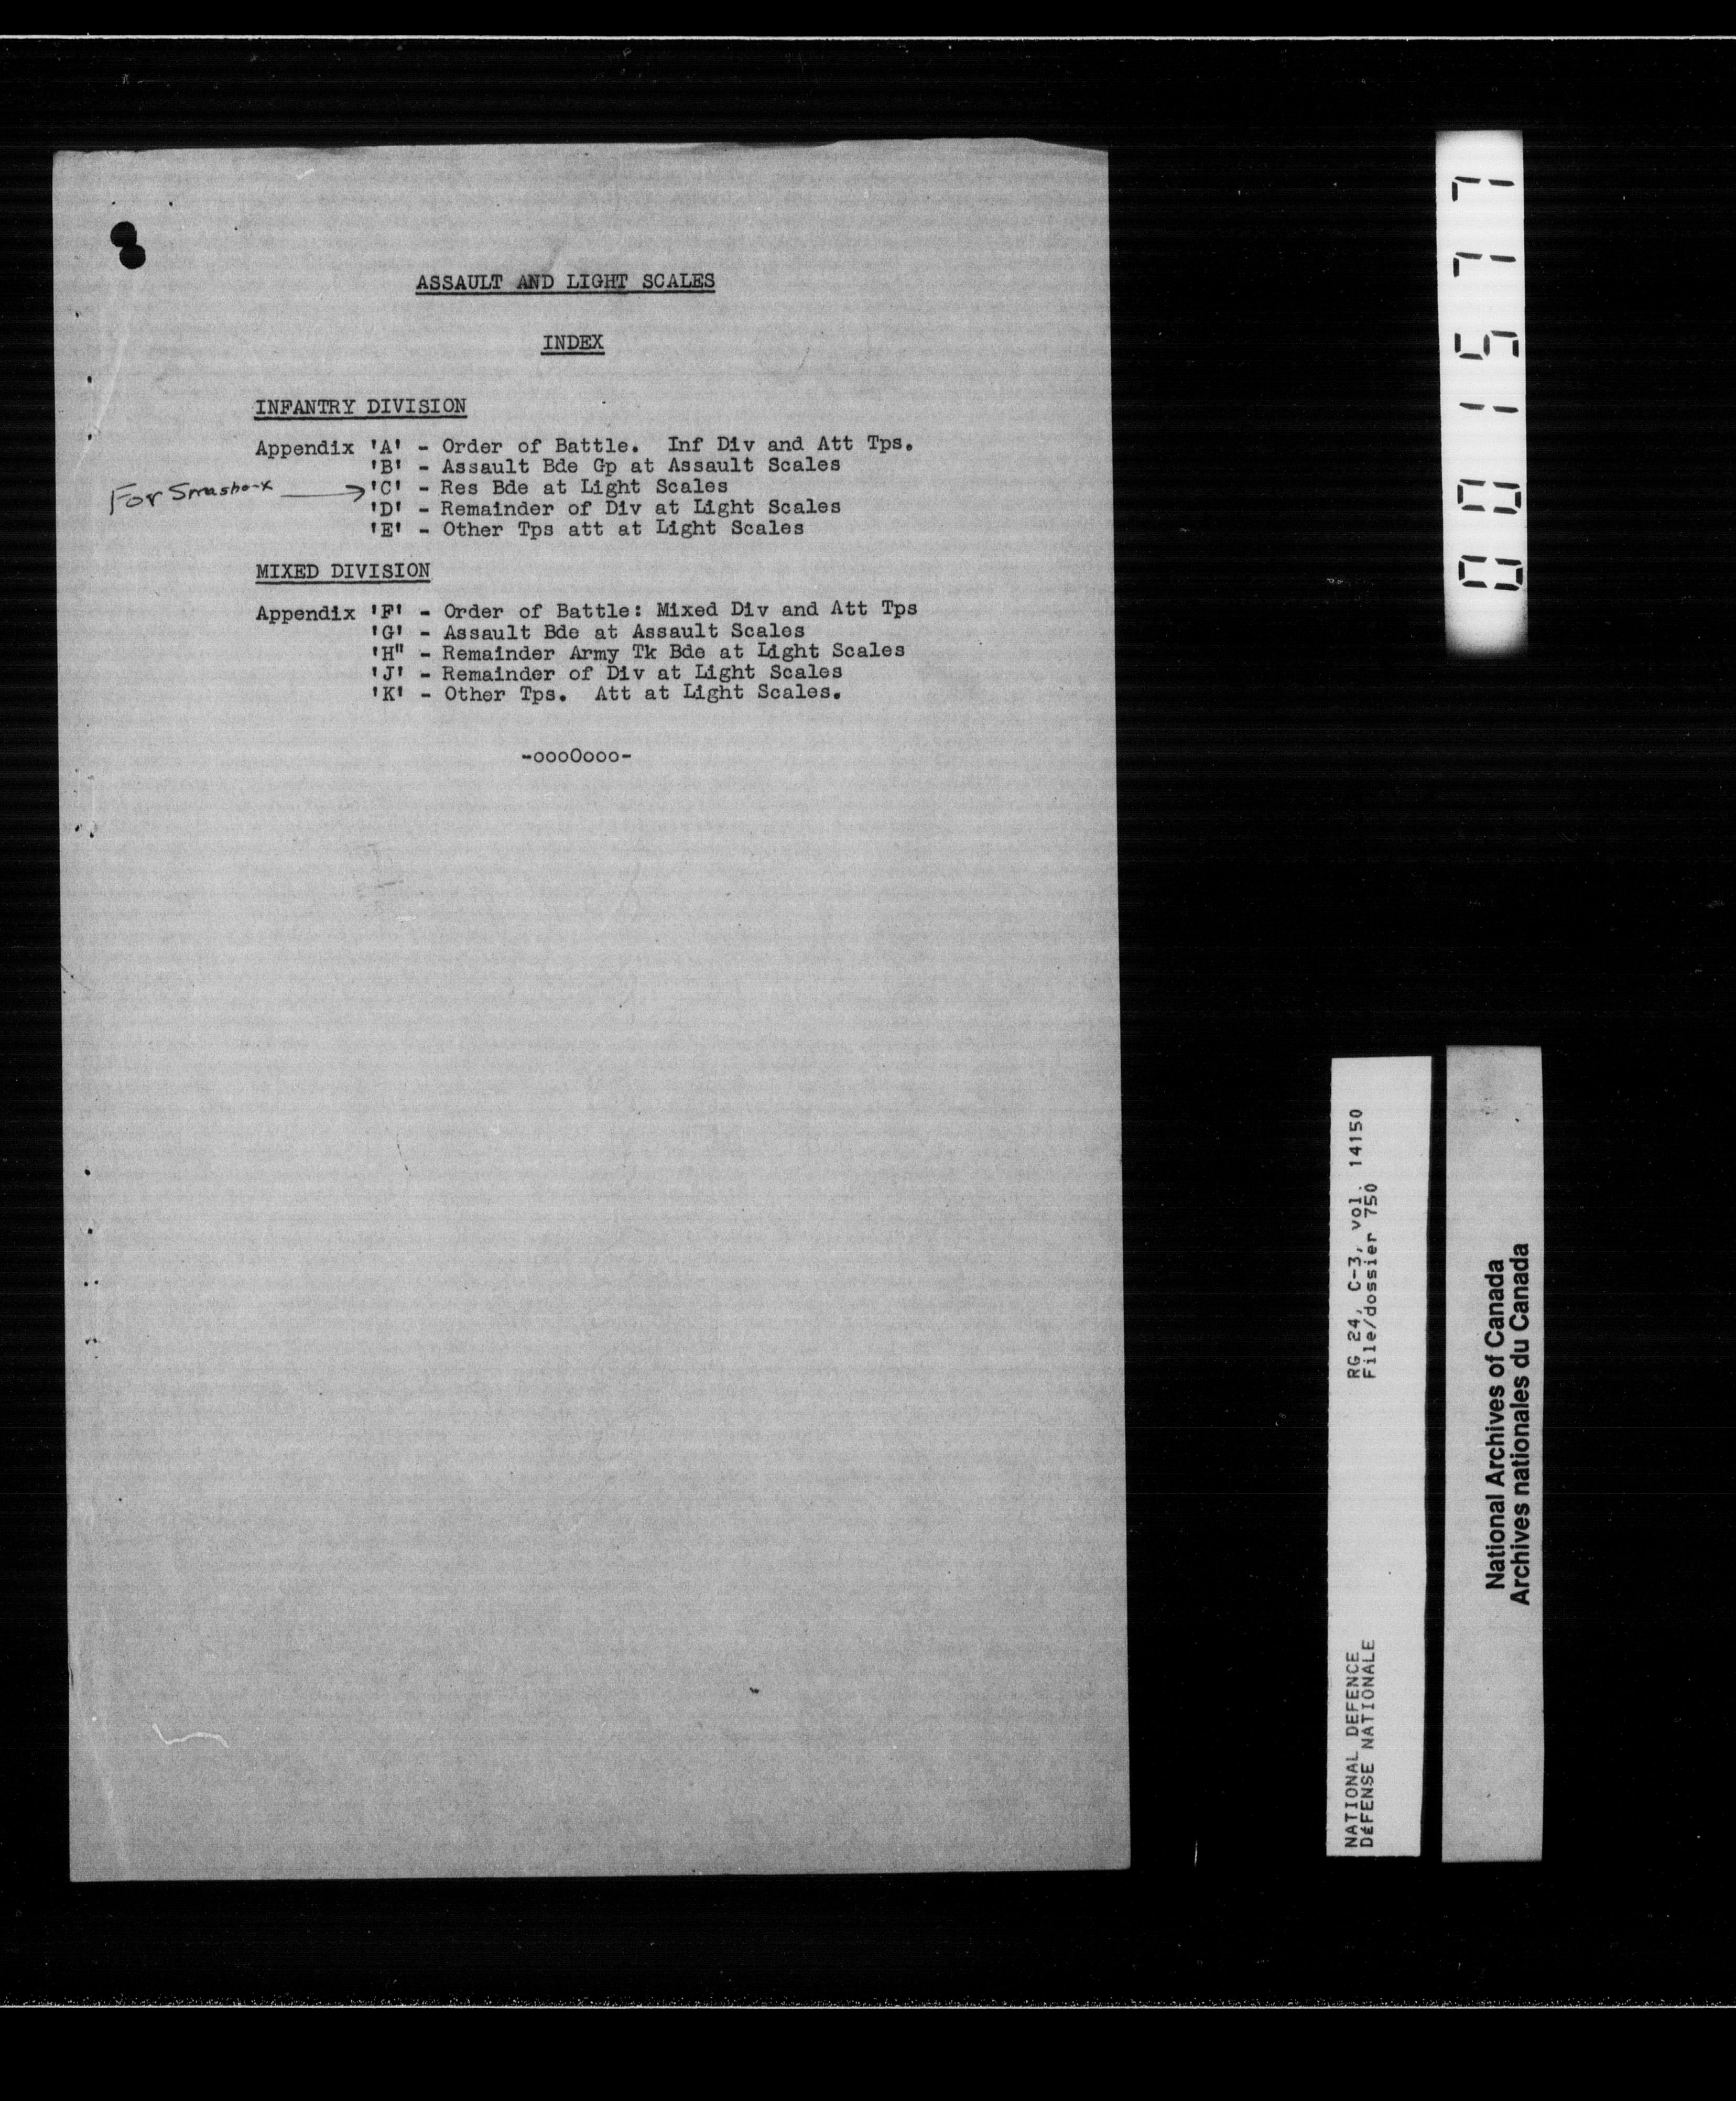 ASSAULT AND LIGHT SCALES
INDEX
INFANTRY DIVISION
Appendix 'A' - Order of Battle.  Inf Div and Att Tps.
'B' - Assault Bde Gp at Assault Scales
For
'C' - Res Bde at Light Scales
'D' - Remainder of Div at Light Scales
'E' - Other Tps att at Light Scales
MIXED DIVISION
Appendix 'F' - Order of Battle: Mixed Div and Att Tps
'G' - Assault Bde at Assault Scales
'H" - Remainder Army Tk Bde at Light Scales
'J' - Remainder of Div at Light Scales
'K' - Other Tps.  Att at Light Scales.
-oooOooo-
001577
NATIONAL DEFENCE
DÉFENSE NATIONALE
RG 24, C-3, vol. 14150
File/dossier 750
National Archives of Canada
Archives nationales du Canada